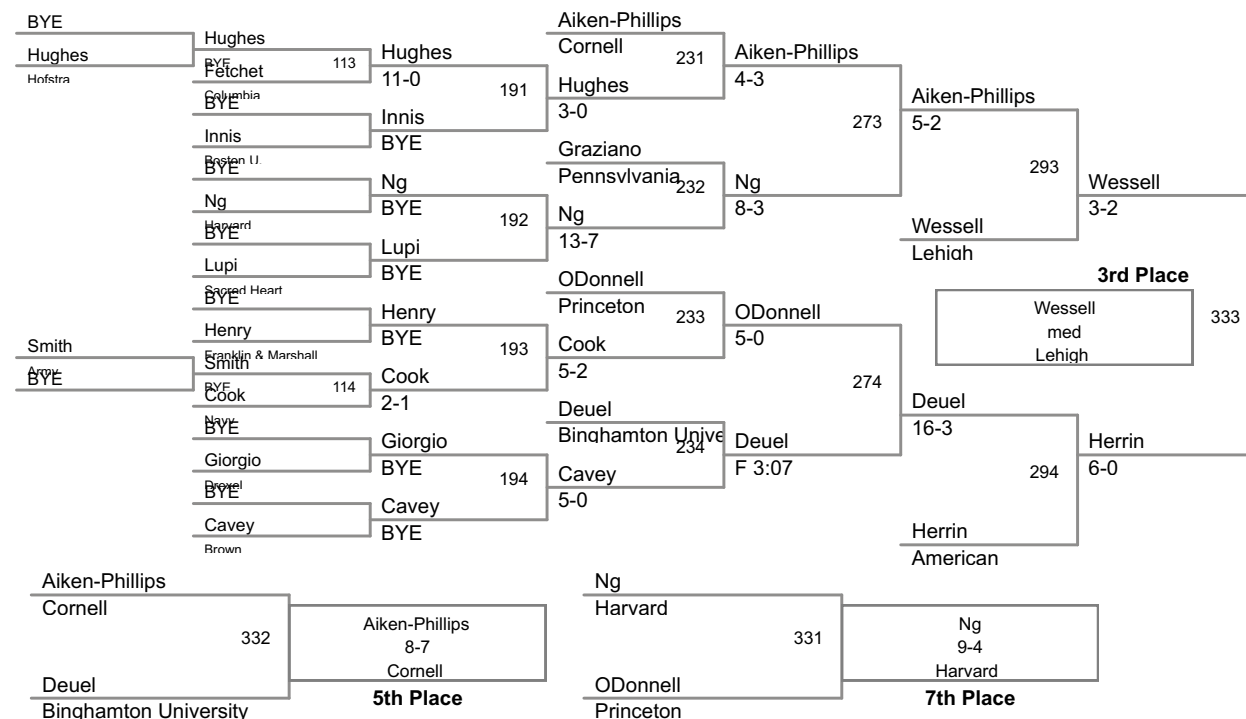 BYE
Hughes
Hofstra
Smith
Army
BYE
Hughes
BYE
113
Fetchet
Columbia
BYE
Innis
Boston U.
BYE
Ng
Harvard
BYE
Lupi
Sacred Heart
BYE
Henry
Franklin & Marshall
Smith
BYE
114
Cook
Navy
BYE
Giorgio
Drexel
BYE
Cavey
Brown
Hughes
11-0
191
Innis
BYE
Ng
BYE
192
Lupi
BYE
Henry
BYE
193
Cook
2-1
Giorgio
BYE
194
Cavey
BYE
Aiken-Phillips
Cornell
231
Hughes
3-0
Graziano
Pennsylvania
232
Ng
13-7
ODonnell
Princeton
233
Cook
5-2
Deuel
Binghamton Unive
234
Cavey
5-0
Aiken-Phillips
4-3
273
Ng
8-3
ODonnell
5-0
274
Deuel
F 3:07
Aiken-Phillips
5-2
293
Wessell
Lehigh
Deuel
16-3
294
Herrin
American
Wessell
3-2
3rd Place
Wessell
med
Lehigh
333
Herrin
6-0
Aiken-Phillips
Cornell
332
Deuel
Binghamton University
Aiken-Phillips
8-7
Cornell
5th Place
Ng
Harvard
331
ODonnell
Princeton
Ng
9-4
Harvard
7th Place